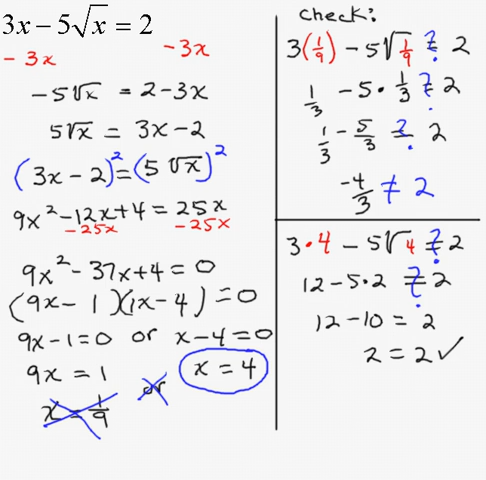 3x - 5√x = 2
- 3x - 3x
-5√x = 2 - 3x
5√x = 3x - 2
(3x - 2)² = (5√x)²
9x² - 12x + 4 = 25x
- 25x - 25x
9x² - 37x + 4 = 0
(9x - 1)(1x - 4) = 0
9x - 1 = 0 or x - 4 = 0
9x = 1 x = 4
x = 1/9 or
check:
3(1/9) - 5√1/9 ?= 2
1/3 - 5 · 1/3 ?= 2
1/3 - 5/3 ?= 2
-4/3 ≠ 2
3 · 4 - 5√4 ?= 2
12 - 5 · 2 ?= 2
12 - 10 = 2
2 = 2 ✓